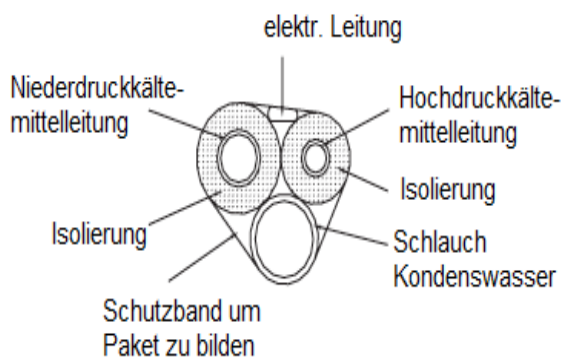 elektr. Leitung
Niederdruckkälte-
mittelleitung
Hochdruckkälte-
mittelleitung
Isolierung
Isolierung
Schlauch
Kondenswasser
Schutzband um
Paket zu bilden